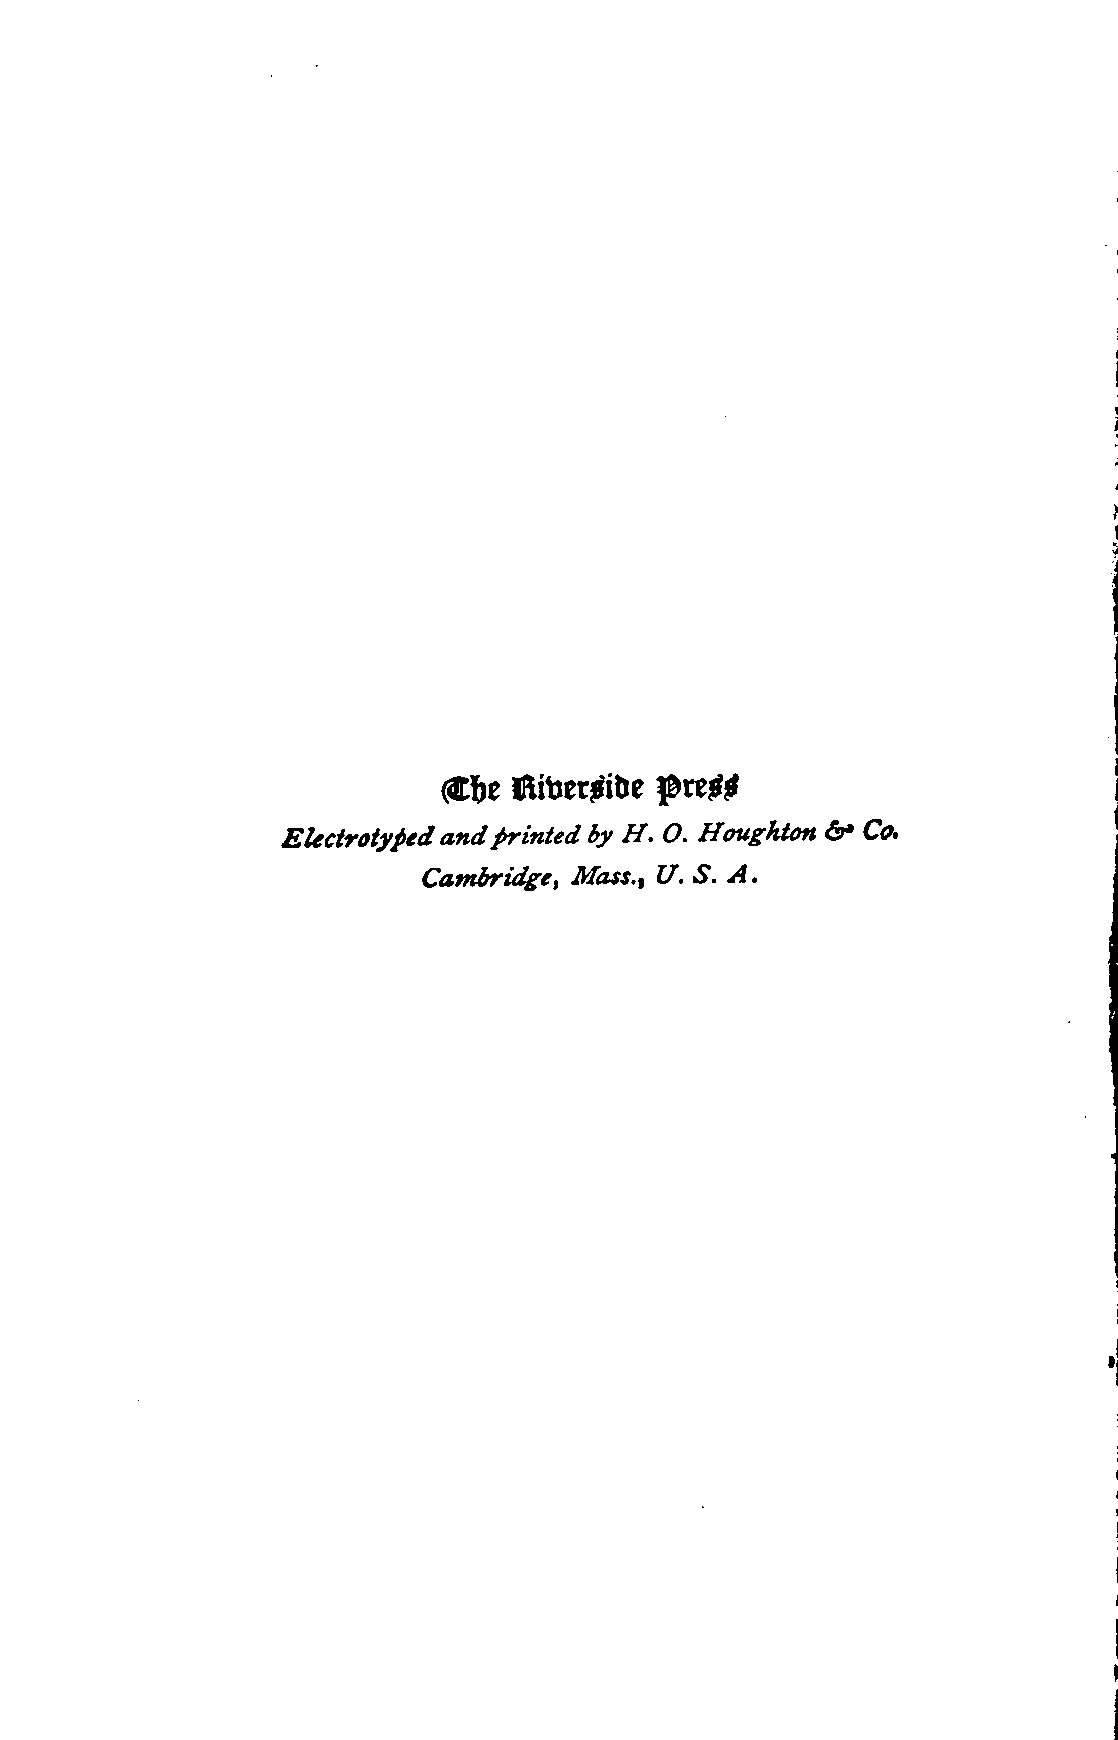 The Riverside Press
Electrotyped and printed by H. O. Houghton & Co.
Cambridge, Mass., U. S. A.